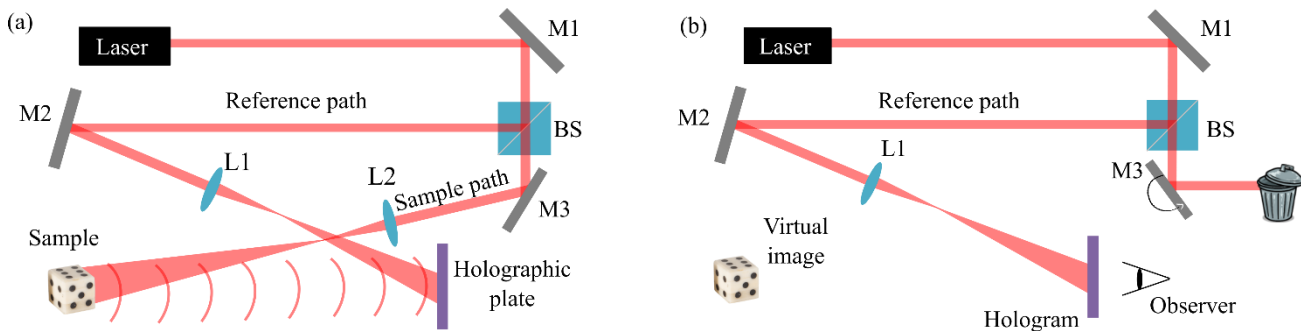 (a)
Laser
M1
M2
Reference path
BS
L1
L2
Sample path
M3
Sample
Holographic
plate
(b)
Laser
M1
M2
Reference path
BS
L1
M3
Virtual
image
Hologram
Observer